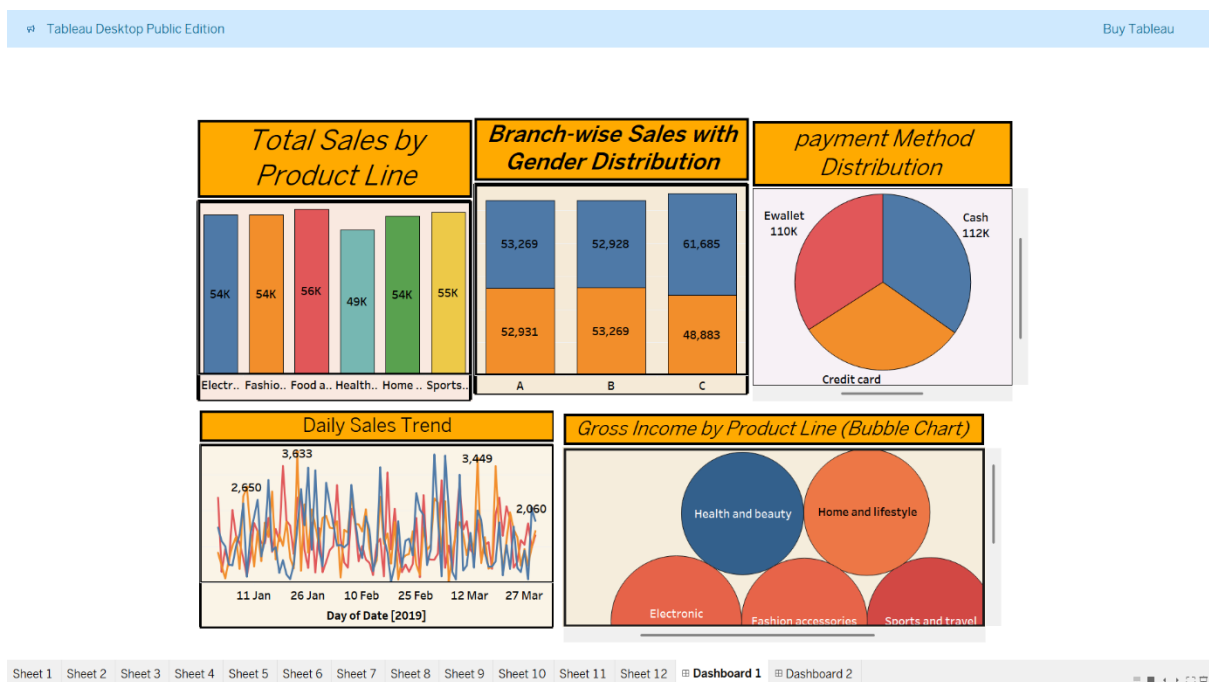 Tableau Desktop Public Edition
Buy Tableau
Total Sales by
Product Line
54K
54K
56K
49K
54K
55K
Electr..
Fashio..
Food a..
Health..
Home ..
Sports..
Branch-wise Sales with
Gender Distribution
53,269
52,928
61,685
52,931
53,269
48,883
A
B
C
payment Method
Distribution
Ewallet
110K
Cash
112K
Credit card
Daily Sales Trend
3,633
3,449
2,650
2,060
11 Jan
26 Jan
10 Feb
25 Feb
12 Mar
27 Mar
Day of Date [2019]
Gross Income by Product Line (Bubble Chart)
Health and beauty
Home and lifestyle
Electronic
Fashion accessories
Sports and travel
Sheet 1
Sheet 2
Sheet 3
Sheet 4
Sheet 5
Sheet 6
Sheet 7
Sheet 8
Sheet 9
Sheet 10
Sheet 11
Sheet 12
Dashboard 1
Dashboard 2